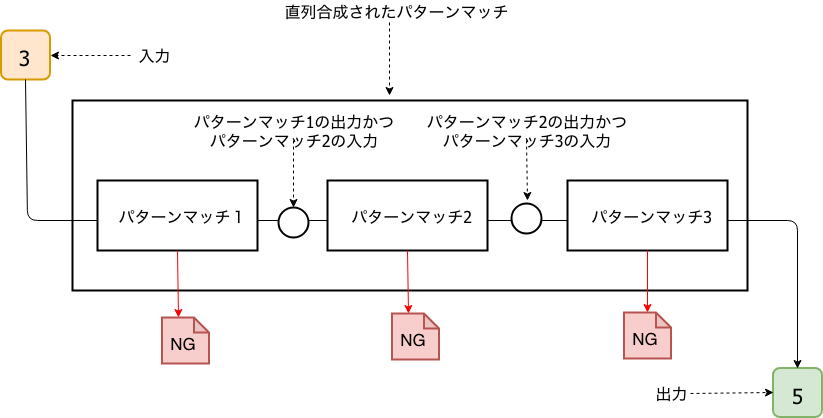 直列合成されたパターンマッチ
3
入力
パターンマッチ1の出力かつ
パターンマッチ2の入力
パターンマッチ2の出力かつ
パターンマッチ3の入力
パターンマッチ1
パターンマッチ2
パターンマッチ3
NG
NG
NG
出力
5